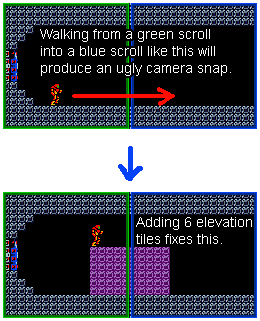 Walking from a green scroll
into a blue scroll like this will
produce an ugly camera snap.
Adding 6 elevation
tiles fixes this.